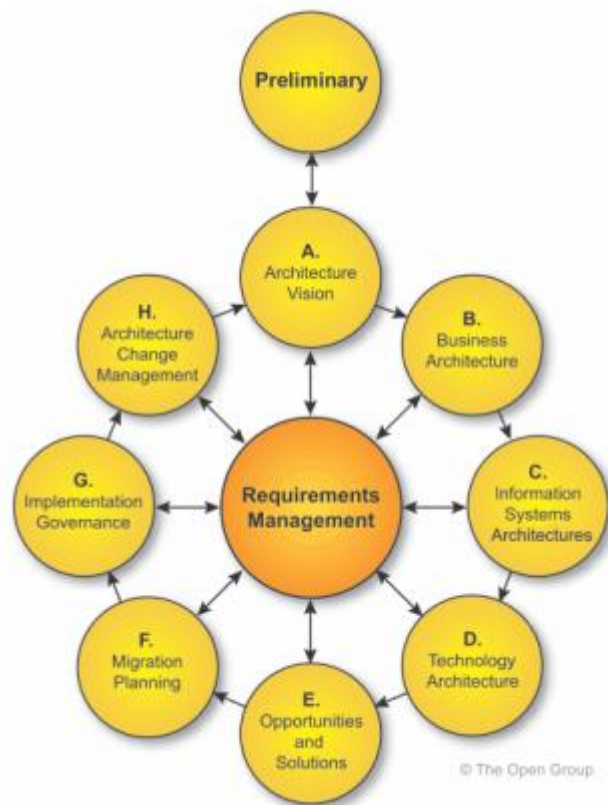 Preliminary
A.
Architecture
Vision
B.
Business
Architecture
C.
Information
Systems
Architectures
D.
Technology
Architecture
E.
Opportunities
and
Solutions
F.
Migration
Planning
G.
Implementation
Governance
H.
Architecture
Change
Management
Requirements
Management
© The Open Group